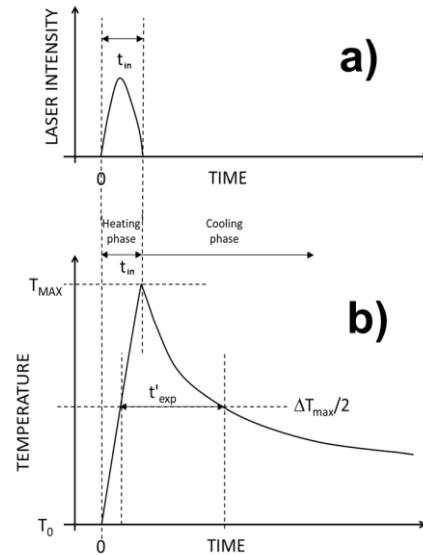 a)
LASER INTENSITY
t_in
0
TIME
Heating
phase
Cooling
phase
t_in
T_MAX
b)
TEMPERATURE
t'_exp
ΔT_max/2
T_0
0
TIME